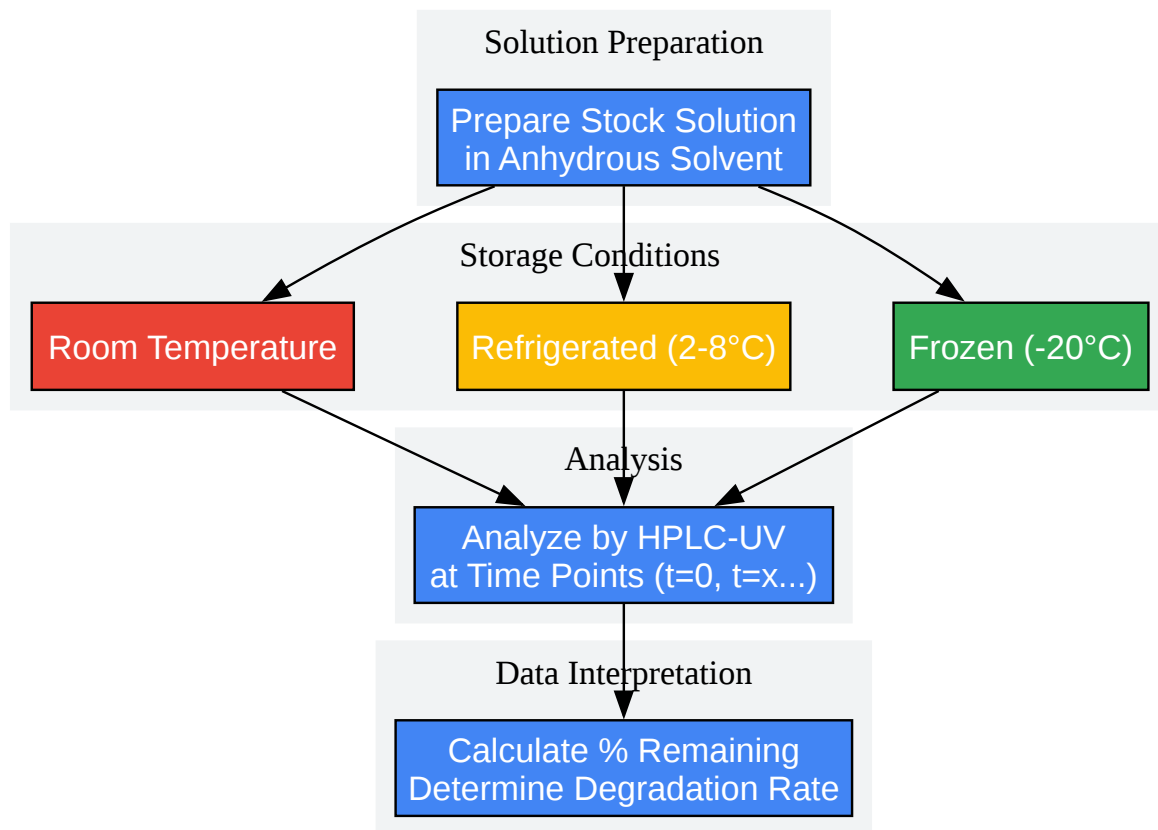 Solution Preparation
Prepare Stock Solution
in Anhydrous Solvent
Storage Conditions
Room Temperature
Refrigerated (2-8°C)
Frozen (-20°C)
Analysis
Analyze by HPLC-UV
at Time Points (t=0, t=x...)
Data Interpretation
Calculate % Remaining
Determine Degradation Rate